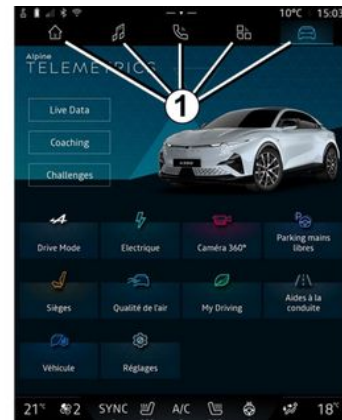 10°C 15:03
Alpine
TELEMETRICS
1
Live Data
Coaching
Challenges
Drive Mode
Electrique
Caméra 360°
Parking mains
libres
Sièges
Qualité de l'air
My Driving
Aides à la
conduite
Véhicule
Réglages
21°c 2 SYNC A/C 18°c